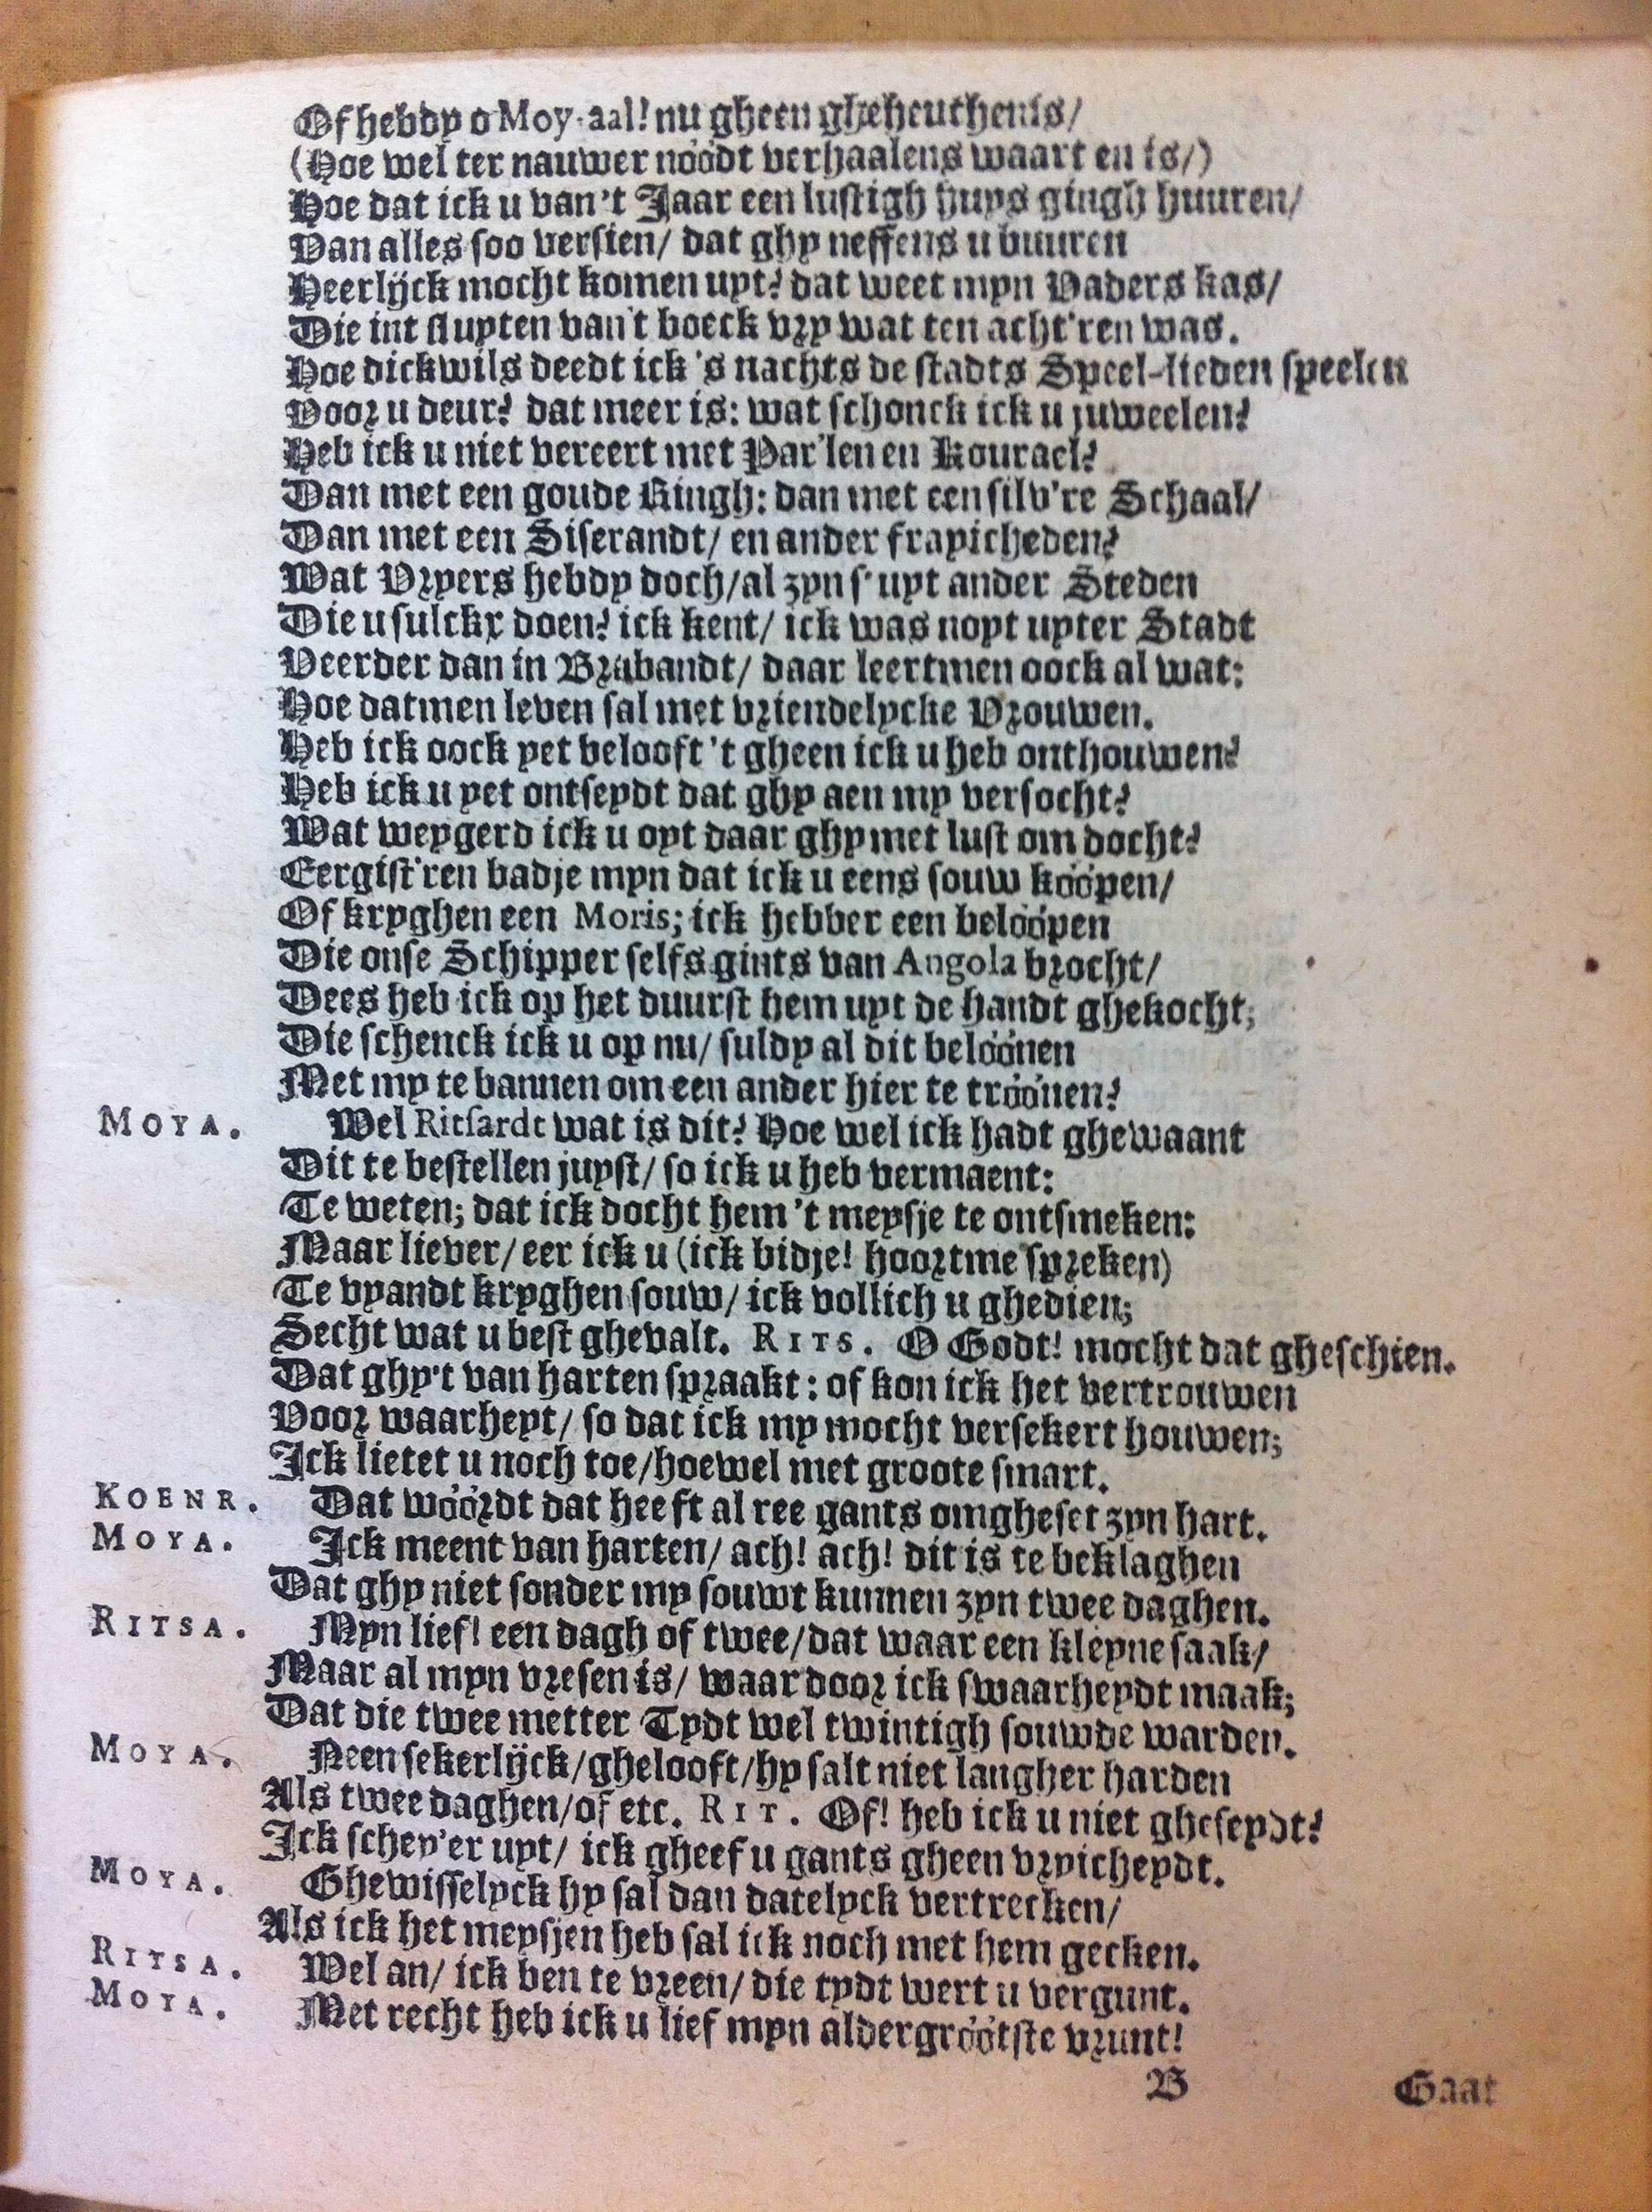 Of hebdy o Moy-aal! nu gheen gheheuthenis/
(Hoe wel ter nauwer nóódt verhaalens waart en is/)
Hoe dat ick u van't Jaar een lustigh huys gingh huuren/
Van alles soo versien/ dat ghy neffens u buuren
Heerlijck mocht komen uyt? dat weet myn Vaders kas/
Die int sluyten van't boeck vry wat ten acht'ren was.
Hoe dickwils deedt ick 's nachts de stadts Speel-lieden speelen
Voor u deur? dat meer is: wat schonck ick u juweelen?
Heb ick u niet vereert met Par'len en Kourael?
Dan met een goude Ringh: dan met een silv're Schaal/
Dan met een Siserandt/ en ander frayicheden?
Wat Vryers hebdy doch/al zyn s' uyt ander Steden
Die u sulckx doen? ick kent/ ick was noyt uyter Stadt
Veerder dan in Brabandt/ daar leertmen oock al wat:
Hoe datmen leven sal met vriendelycke Vrouwen.
Heb ick oock yet belooft 't gheen ick u heb onthouwen?
Heb ick u yet ontseydt dat ghy aen my versocht?
Wat weygerd ick u oyt daar ghy met lust om docht?
Eergist'ren badje myn dat ick u eens souw kóópen/
Of kryghen een Moris; ick hebber een belóópen
Die onse Schipper selfs gints van Angola brocht/
Dees heb ick op het duurst hem uyt de handt ghekocht;
Die schenck ick u op nu/ suldy al dit belóónen
Met my te bannen om een ander hier te tróónen?
MOYA. Wel Ritsardt wat is dit? Hoe wel ick hadt ghewaant
Dit te bestellen juyst/ so ick u heb vermaent:
Te weten; dat ick docht hem 't meysje te ontsmeken:
Maar liever/ eer ick u (ick bidje! hoortme spreken)
Te vyandt kryghen souw/ ick vollich u ghedien;
Secht wat u best ghevalt. RITS. O Godt! mocht dat gheschien.
Dat ghy't van harten spraakt: of kon ick het vertrouwen
Voor waarheyt/ so dat ick my mocht versekert houwen;
Ick lietet u noch toe/hoewel met groote smart.
KOENR. Dat wóórdt dat heeft al ree gants omgheset zyn hart.
MOYA. Ick meent van harten/ ach! ach! dit is te beklaghen
Dat ghy niet sonder my souwt kunnen zyn twee daghen.
RITSA. Myn lief! een dagh of twee/dat waar een kleyne saak/
Maar al myn vresen is/ waar door ick swaarheydt maak;
Dat die twee metter Tydt wel twintigh souwde warden.
MOYA. Neen sekerlijck/ghelooft/hy salt niet langher harden
Als twee daghen/of etc. RIT. Of! heb ick u niet gheseydt?
Ick schey'er uyt/ ick gheef u gants gheen vryicheydt.
MOYA. Ghewisselyck hy sal dan datelyck vertrecken/
Als ick het meysjen heb sal ick noch met hem gecken.
RITSA. Wel an/ ick ben te vreen/ die tydt wert u vergunt.
MOYA. Met recht heb ick u lief myn aldergróótste vrunt!
B Gaat